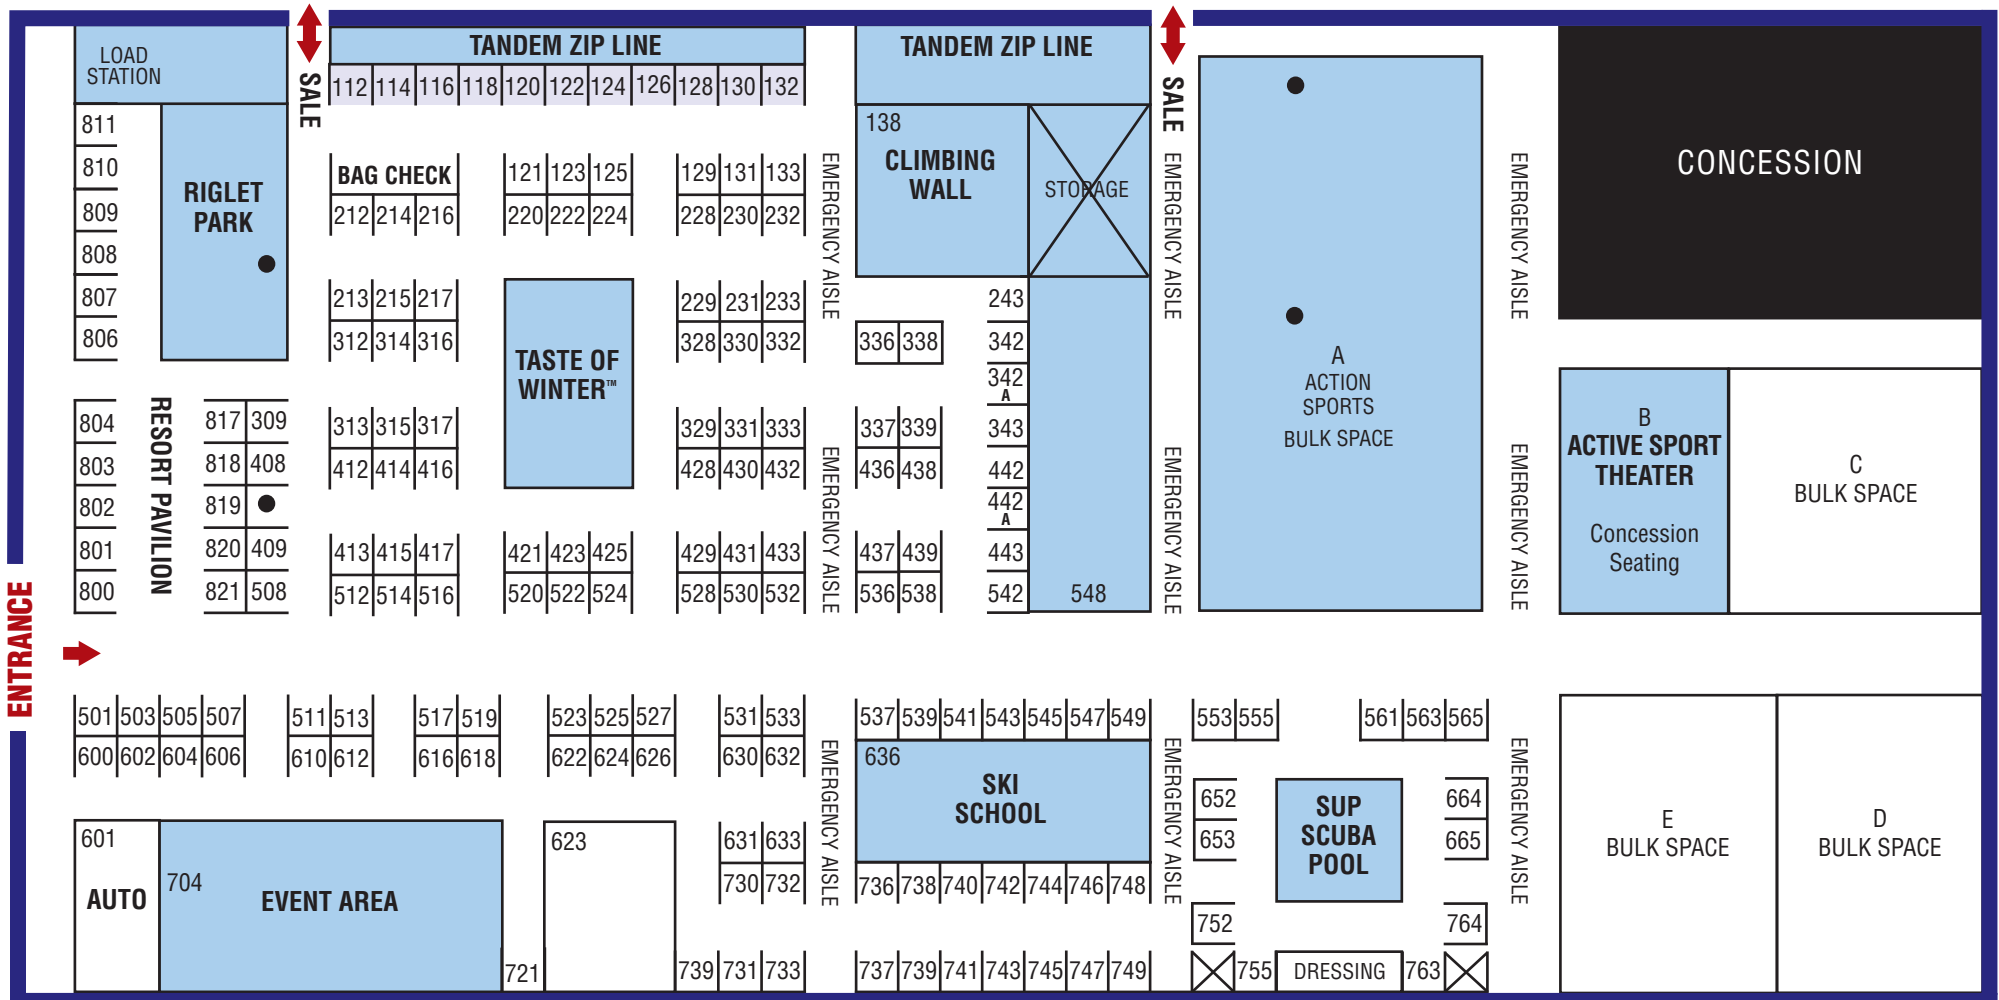 LOAD
STATION
SALE
TANDEM ZIP LINE
112 114 116 118 120 122 124 126 128 130 132
TANDEM ZIP LINE
SALE
CONCESSION
811
810
809
808
807
806
RIGLET
PARK
BAG CHECK
212 214 216
121 123 125
220 222 224
129 131 133
228 230 232
EMERGENCY AISLE
138
CLIMBING
WALL
STORAGE
EMERGENCY AISLE
EMERGENCY AISLE
213 215 217
312 314 316
TASTE OF
WINTER™
229 231 233
328 330 332
336 338
243
342
342
A
343
442
442
A
443
542
548
A
ACTION
SPORTS
BULK SPACE
B
ACTIVE SPORT
THEATER
Concession
Seating
C
BULK SPACE
804
803
802
801
800
RESORT PAVILION
817 309
818 408
819
820 409
821 508
313 315 317
412 414 416
329 331 333
428 430 432
EMERGENCY AISLE
337 339
436 438
EMERGENCY AISLE
EMERGENCY AISLE
413 415 417
512 514 516
421 423 425
520 522 524
429 431 433
528 530 532
437 439
536 538
ENTRANCE
501 503 505 507
600 602 604 606
511 513
610 612
517 519
616 618
523 525 527
622 624 626
531 533
630 632
EMERGENCY AISLE
537 539 541 543 545 547 549
636
SKI
SCHOOL
EMERGENCY AISLE
553 555
561 563 565
EMERGENCY AISLE
652
653
SUP
SCUBA
POOL
664
665
E
BULK SPACE
D
BULK SPACE
601
AUTO
704
EVENT AREA
721
623
631 633
730 732
736 738 740 742 744 746 748
752
764
739 731 733
737 739 741 743 745 747 749
755
DRESSING
763